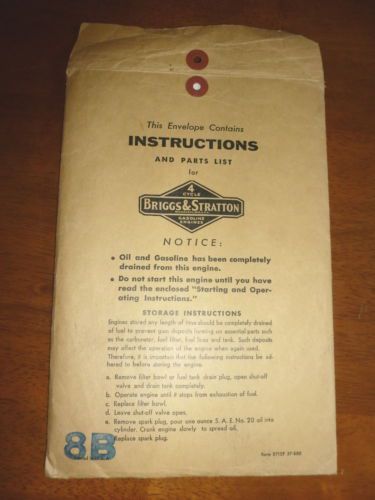 This Envelope Contains
INSTRUCTIONS
AND PARTS LIST
for
4
CYCLE
BRIGGS & STRATTON
GASOLINE
ENGINES
NOTICE:
• Oil and Gasoline has been completely
drained from this engine.
• Do not start this engine until you have
read the enclosed "Starting and Oper-
ating Instructions."
STORAGE INSTRUCTIONS
Engines stored any length of time should be completely drained
of fuel to prevent gum deposits forming on essential parts such
as the carburetor, fuel filter, fuel lines and tank. Such deposits
may affect the operation of the engine when again used.
Therefore, it is important that the following instructions be ad-
hered to before storing the engine.
a. Remove filter bowl or fuel tank drain plug, open shut-off
valve and drain tank completely.
b. Operate engine until it stops from exhaustion of fuel.
c. Replace filter bowl.
d. Leave shut-off valve open.
e. Remove spark plug, pour one ounce S. A. E. No. 20 oil into
cylinder. Crank engine slowly to spread oil.
Replace spark plug.
8B
Form